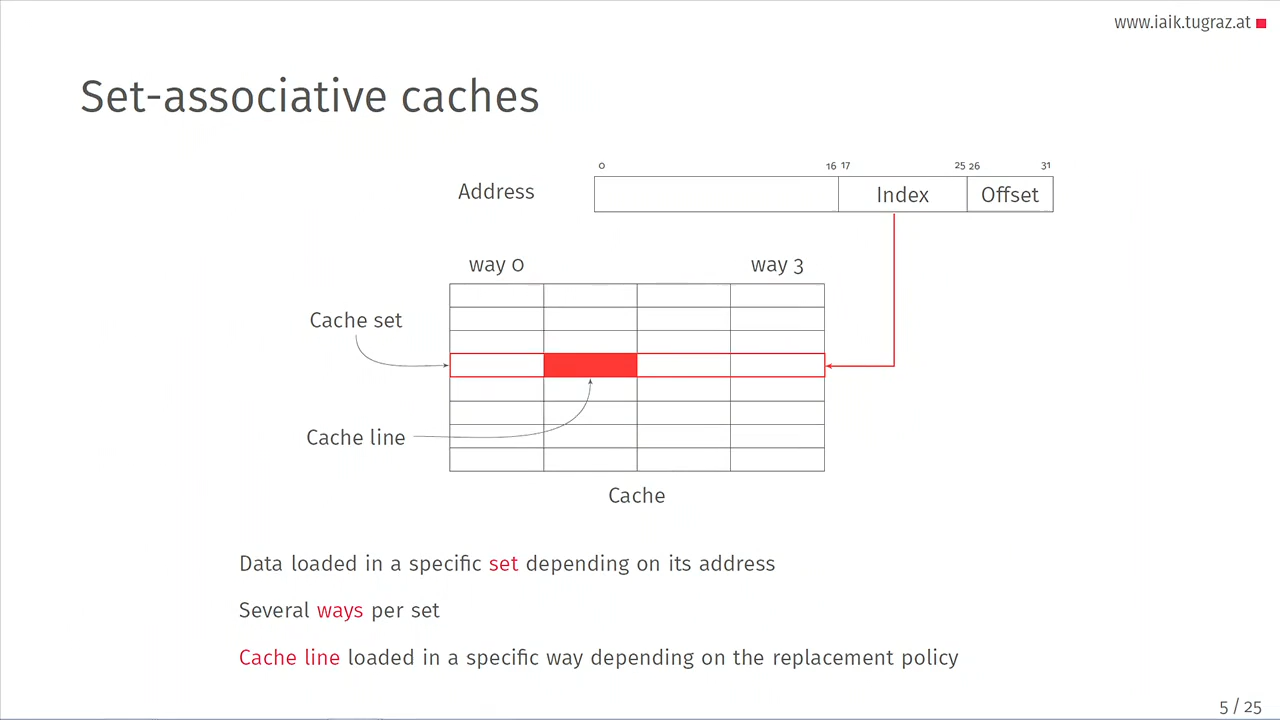 www.iaik.tugraz.at
Set-associative caches
0 16 17 25 26 31
Address Index Offset
way 0 way 3
Cache set
Cache line
Cache
Data loaded in a specific set depending on its address
Several ways per set
Cache line loaded in a specific way depending on the replacement policy
5 / 25